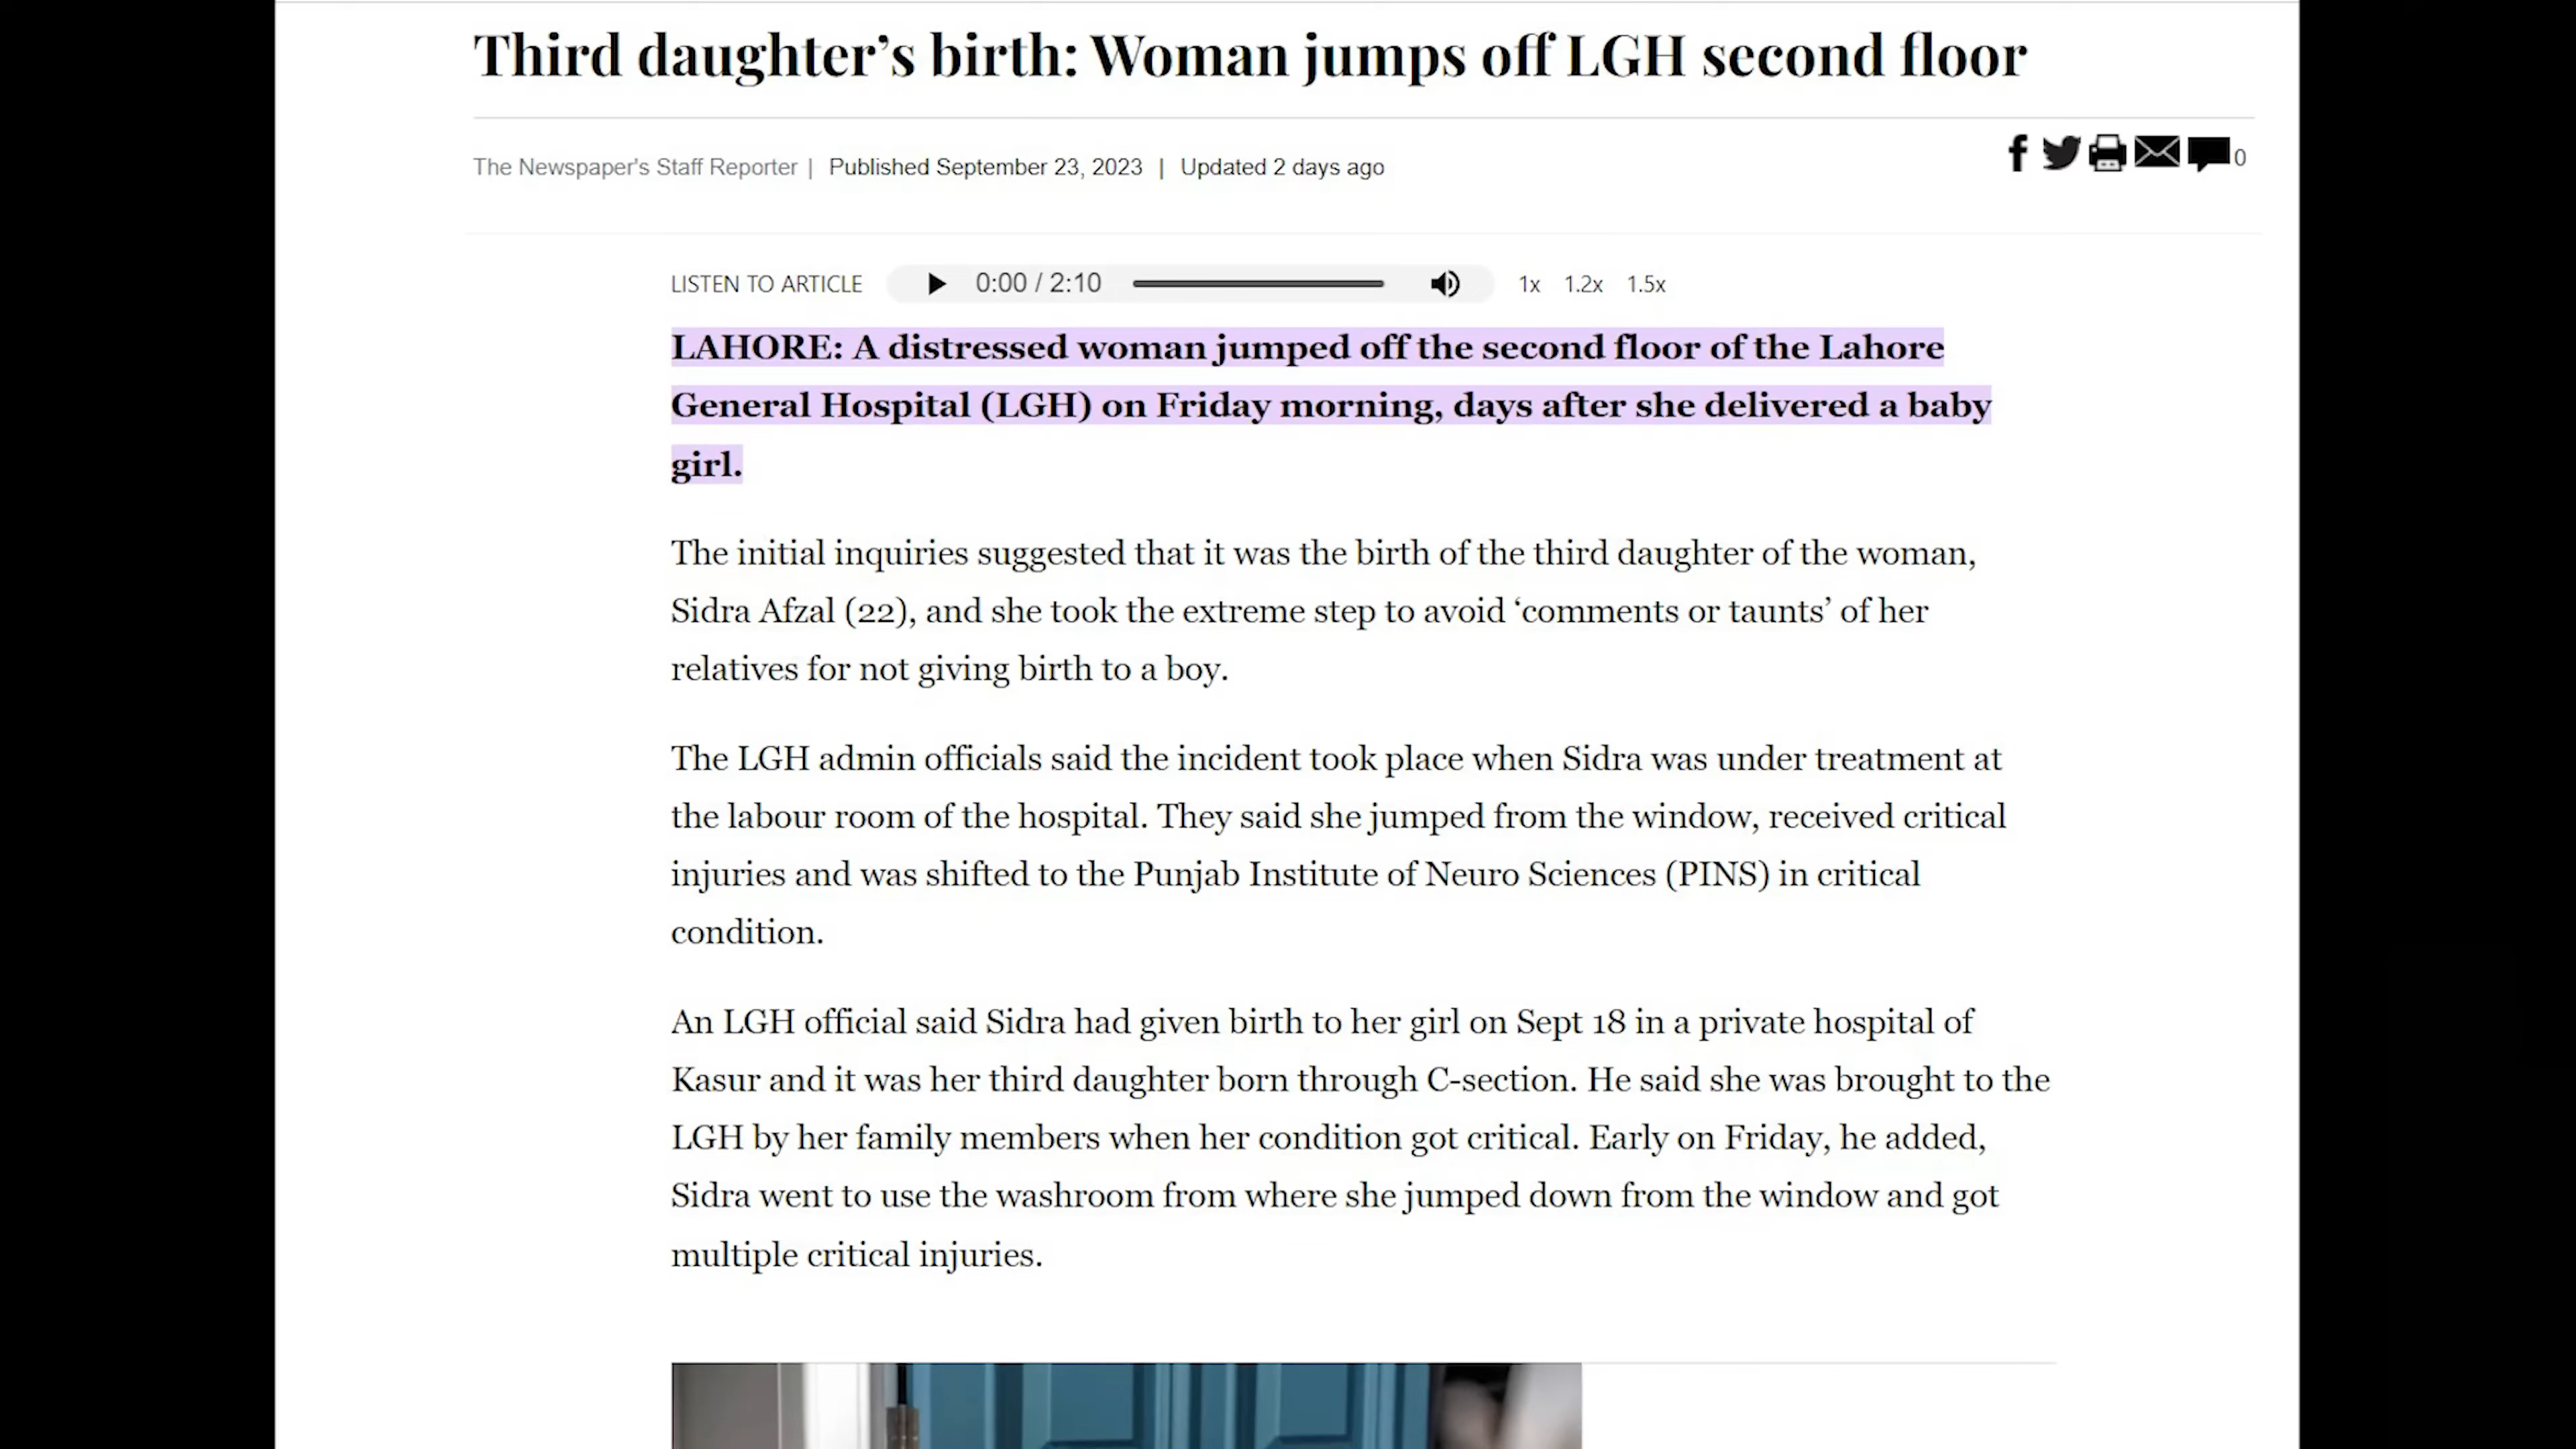 Third daughter’s birth: Woman jumps off LGH second floor
The Newspaper's Staff Reporter | Published September 23, 2023 | Updated 2 days ago
0
LISTEN TO ARTICLE 0:00 / 2:10 1x 1.2x 1.5x
LAHORE: A distressed woman jumped off the second floor of the Lahore
General Hospital (LGH) on Friday morning, days after she delivered a baby
girl.
The initial inquiries suggested that it was the birth of the third daughter of the woman,
Sidra Afzal (22), and she took the extreme step to avoid ‘comments or taunts’ of her
relatives for not giving birth to a boy.
The LGH admin officials said the incident took place when Sidra was under treatment at
the labour room of the hospital. They said she jumped from the window, received critical
injuries and was shifted to the Punjab Institute of Neuro Sciences (PINS) in critical
condition.
An LGH official said Sidra had given birth to her girl on Sept 18 in a private hospital of
Kasur and it was her third daughter born through C-section. He said she was brought to the
LGH by her family members when her condition got critical. Early on Friday, he added,
Sidra went to use the washroom from where she jumped down from the window and got
multiple critical injuries.